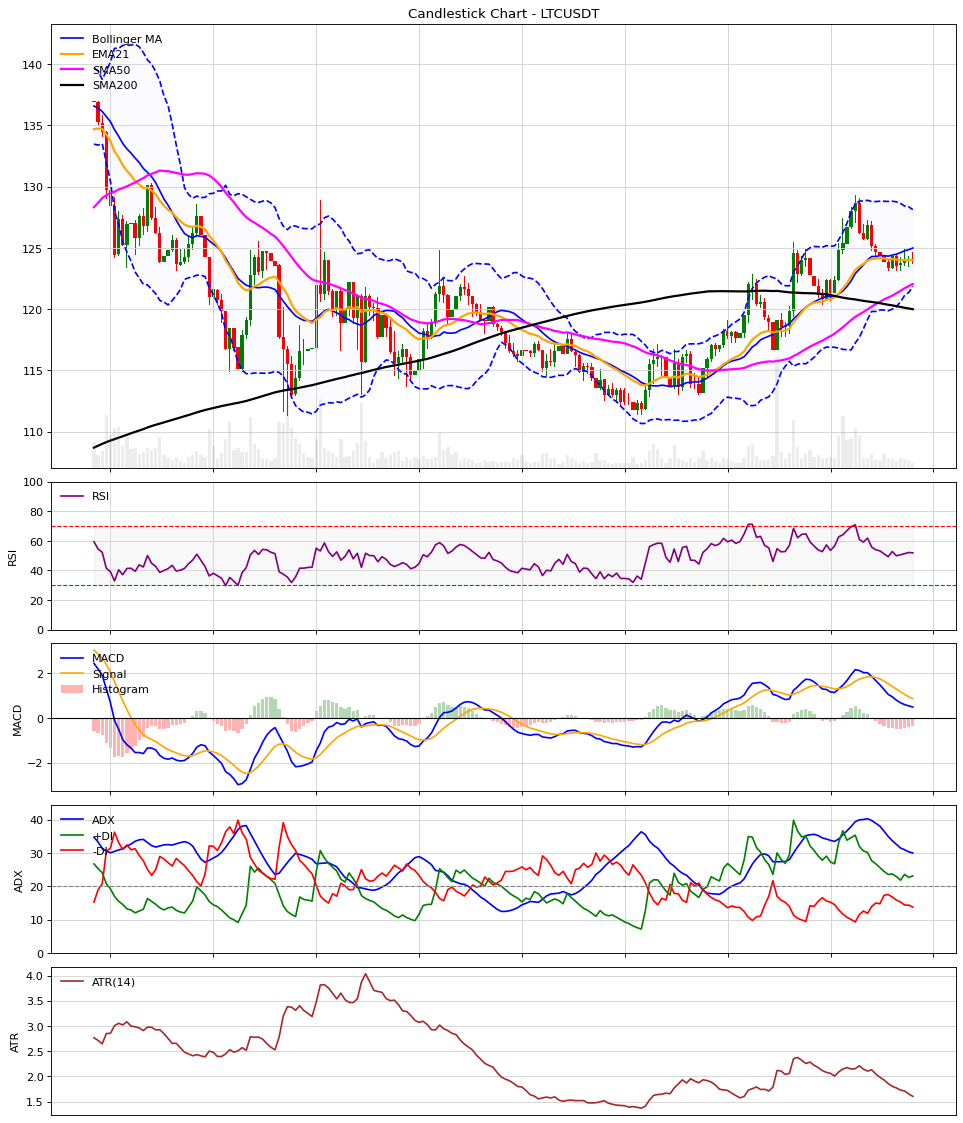 Candlestick Chart - LTCUSDT
Bollinger MA
EMA21
SMA50
SMA200
140
135
130
125
120
115
110
RSI
100
80
60
40
20
0
RSI
MACD
Signal
Histogram
2
0
−2
MACD
ADX
+DI
-DI
40
30
20
10
0
ADX
ATR(14)
4.0
3.5
3.0
2.5
2.0
1.5
ATR